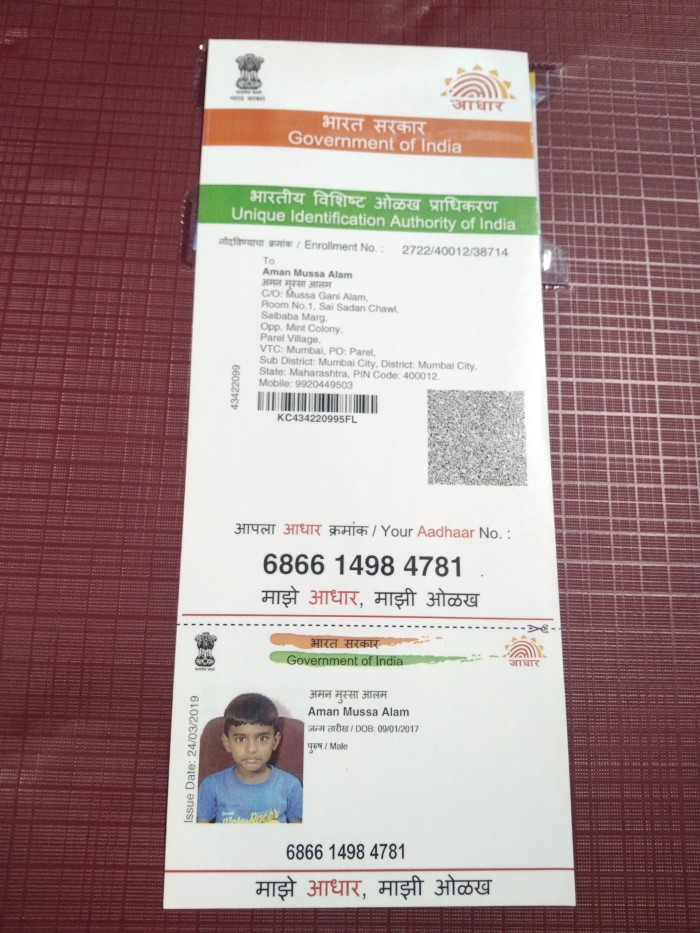 भारत सरकार
आधार
भारत सरकार
Government of India
भारतीय विशिष्ट ओळख प्राधिकरण
Unique Identification Authority of India
नोंदविण्याचा क्रमांक / Enrollment No. : 2722/40012/38714
To
Aman Mussa Alam
अमन मुस्सा आलम
C/O: Mussa Gani Alam,
Room No.1, Sai Sadan Chawl,
Saibaba Marg,
Opp. Mint Colony,
Parel Village,
VTC: Mumbai, PO: Parel,
Sub District: Mumbai City, District: Mumbai City,
State: Maharashtra, PIN Code: 400012.
Mobile: 9920449503
43422099
KC434220995FL
आपला आधार क्रमांक / Your Aadhaar No. :
6866 1498 4781
माझे आधार, माझी ओळख
भारत सरकार
Government of India
आधार
Issue Date: 24/03/2019
अमन मुस्सा आलम
Aman Mussa Alam
जन्म तारीख / DOB: 09/01/2017
पुरुष / Male
6866 1498 4781
माझे आधार, माझी ओळख